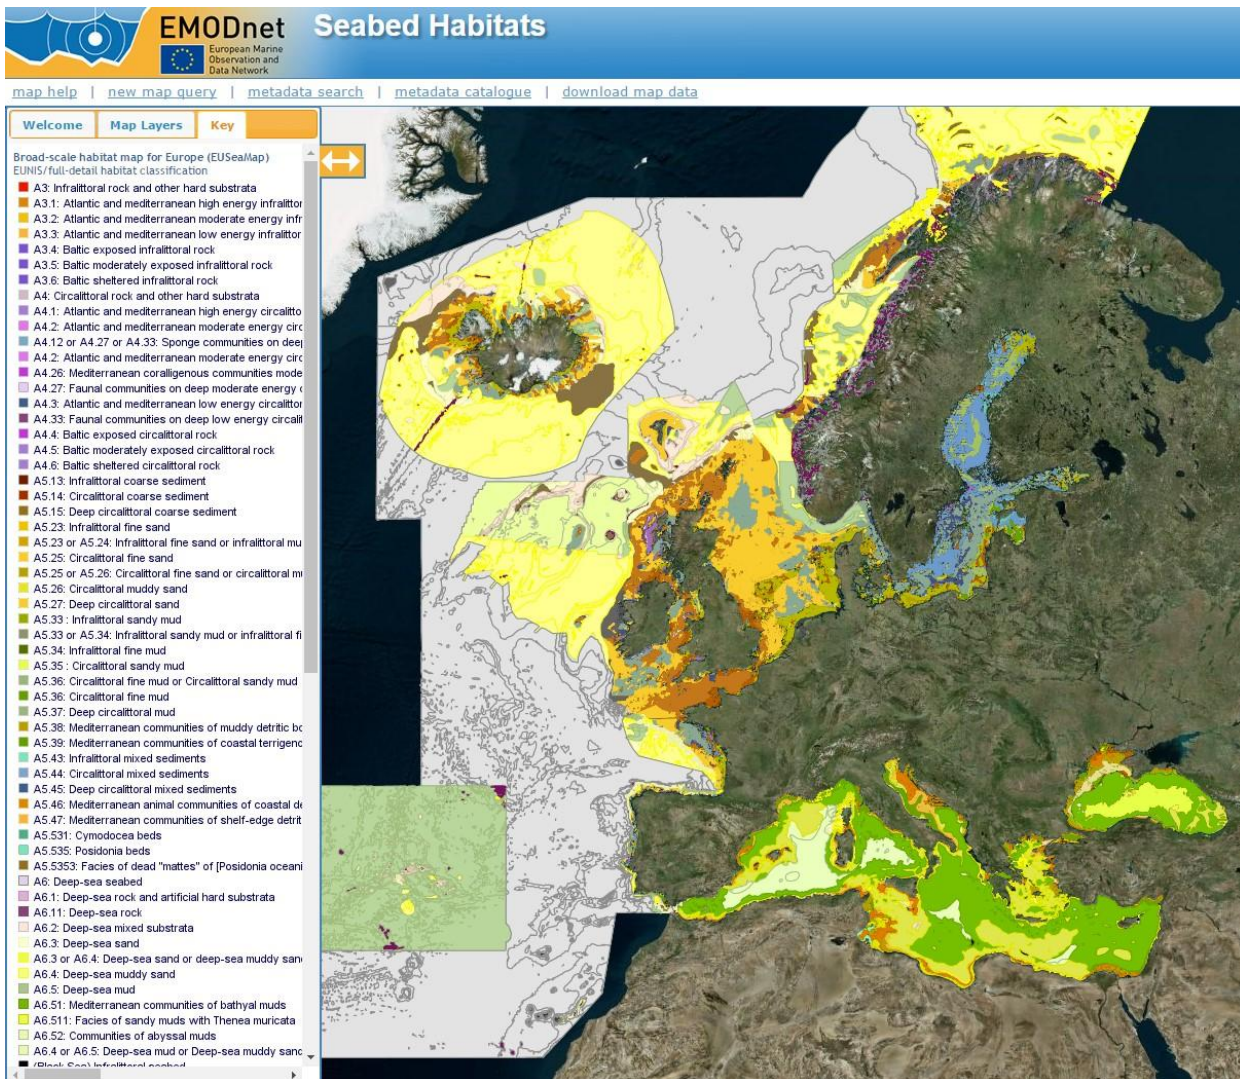 EMODnet
European Marine
Observation and
Data Network
Seabed Habitats
map help | new map query | metadata search | metadata catalogue | download map data
Welcome
Map Layers
Key
Broad-scale habitat map for Europe (EUSeaMap)
EUNIS/full-detail habitat classification
A3: Infralittoral rock and other hard substrata
A3.1: Atlantic and mediterranean high energy infralittor
A3.2: Atlantic and mediterranean moderate energy infr
A3.3: Atlantic and mediterranean low energy infralittor
A3.4: Baltic exposed infralittoral rock
A3.5: Baltic moderately exposed infralittoral rock
A3.6: Baltic sheltered infralittoral rock
A4: Circalittoral rock and other hard substrata
A4.1: Atlantic and mediterranean high energy circalitto
A4.2: Atlantic and mediterranean moderate energy circ
A4.12 or A4.27 or A4.33: Sponge communities on deep
A4.2: Atlantic and mediterranean moderate energy circ
A4.26: Mediterranean coralligenous communities mode
A4.27: Faunal communities on deep moderate energy c
A4.3: Atlantic and mediterranean low energy circalittor
A4.33: Faunal communities on deep low energy circalit
A4.4: Baltic exposed circalittoral rock
A4.5: Baltic moderately exposed circalittoral rock
A4.6: Baltic sheltered circalittoral rock
A5.13: Infralittoral coarse sediment
A5.14: Circalittoral coarse sediment
A5.15: Deep circalittoral coarse sediment
A5.23: Infralittoral fine sand
A5.23 or A5.24: Infralittoral fine sand or infralittoral mu
A5.25: Circalittoral fine sand
A5.25 or A5.26: Circalittoral fine sand or circalittoral m
A5.26: Circalittoral muddy sand
A5.27: Deep circalittoral sand
A5.33 : Infralittoral sandy mud
A5.33 or A5.34: Infralittoral sandy mud or infralittoral fi
A5.34: Infralittoral fine mud
A5.35 : Circalittoral sandy mud
A5.36: Circalittoral fine mud or Circalittoral sandy mud
A5.36: Circalittoral fine mud
A5.37: Deep circalittoral mud
A5.38: Mediterranean communities of muddy detritic bo
A5.39: Mediterranean communities of coastal terrigenc
A5.43: Infralittoral mixed sediments
A5.44: Circalittoral mixed sediments
A5.45: Deep circalittoral mixed sediments
A5.46: Mediterranean animal communities of coastal de
A5.47: Mediterranean communities of shelf-edge detrit
A5.531: Cymodocea beds
A5.535: Posidonia beds
A5.5353: Facies of dead "mattes" of [Posidonia oceani
A6: Deep-sea seabed
A6.1: Deep-sea rock and artificial hard substrata
A6.11: Deep-sea rock
A6.2: Deep-sea mixed substrata
A6.3: Deep-sea sand
A6.3 or A6.4: Deep-sea sand or deep-sea muddy san
A6.4: Deep-sea muddy sand
A6.5: Deep-sea mud
A6.51: Mediterranean communities of bathyal muds
A6.511: Facies of sandy muds with Thenea muricata
A6.52: Communities of abyssal muds
A6.4 or A6.5: Deep-sea mud or Deep-sea muddy sanc
(Black Sea) Infralittoral seabed